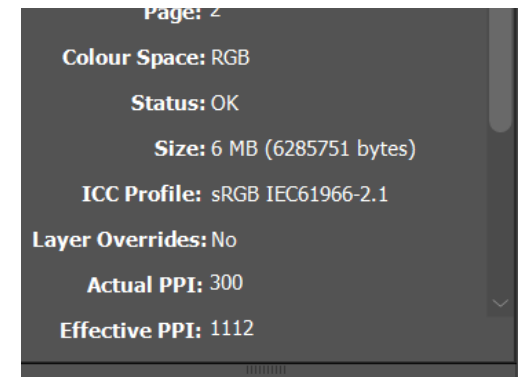 Page: 2
Colour Space: RGB
Status: OK
Size: 6 MB (6285751 bytes)
ICC Profile: sRGB IEC61966-2.1
Layer Overrides: No
Actual PPI: 300
Effective PPI: 1112